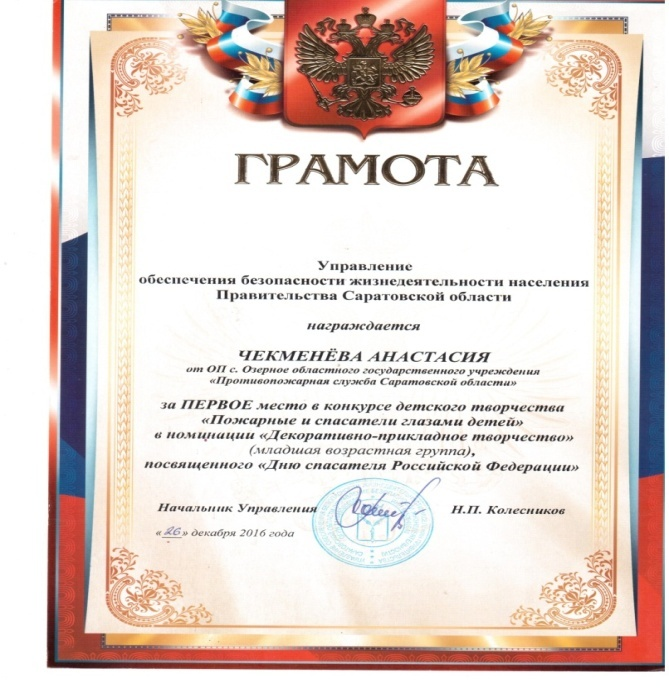 ГРАМОТА
Управление
обеспечения безопасности жизнедеятельности населения
Правительства Саратовской области
награждается
ЧЕКМЕНЁВА АНАСТАСИЯ
от ОП с. Озерное областного государственного учреждения
«Противопожарная служба Саратовской области»
за ПЕРВОЕ место в конкурсе детского творчества
«Пожарные и спасатели глазами детей»
в номинации «Декоративно-прикладное творчество»
(младшая возрастная группа),
посвященного «Дню спасателя Российской Федерации»
Начальник Управления Н.П. Колесников
«26» декабря 2016 года